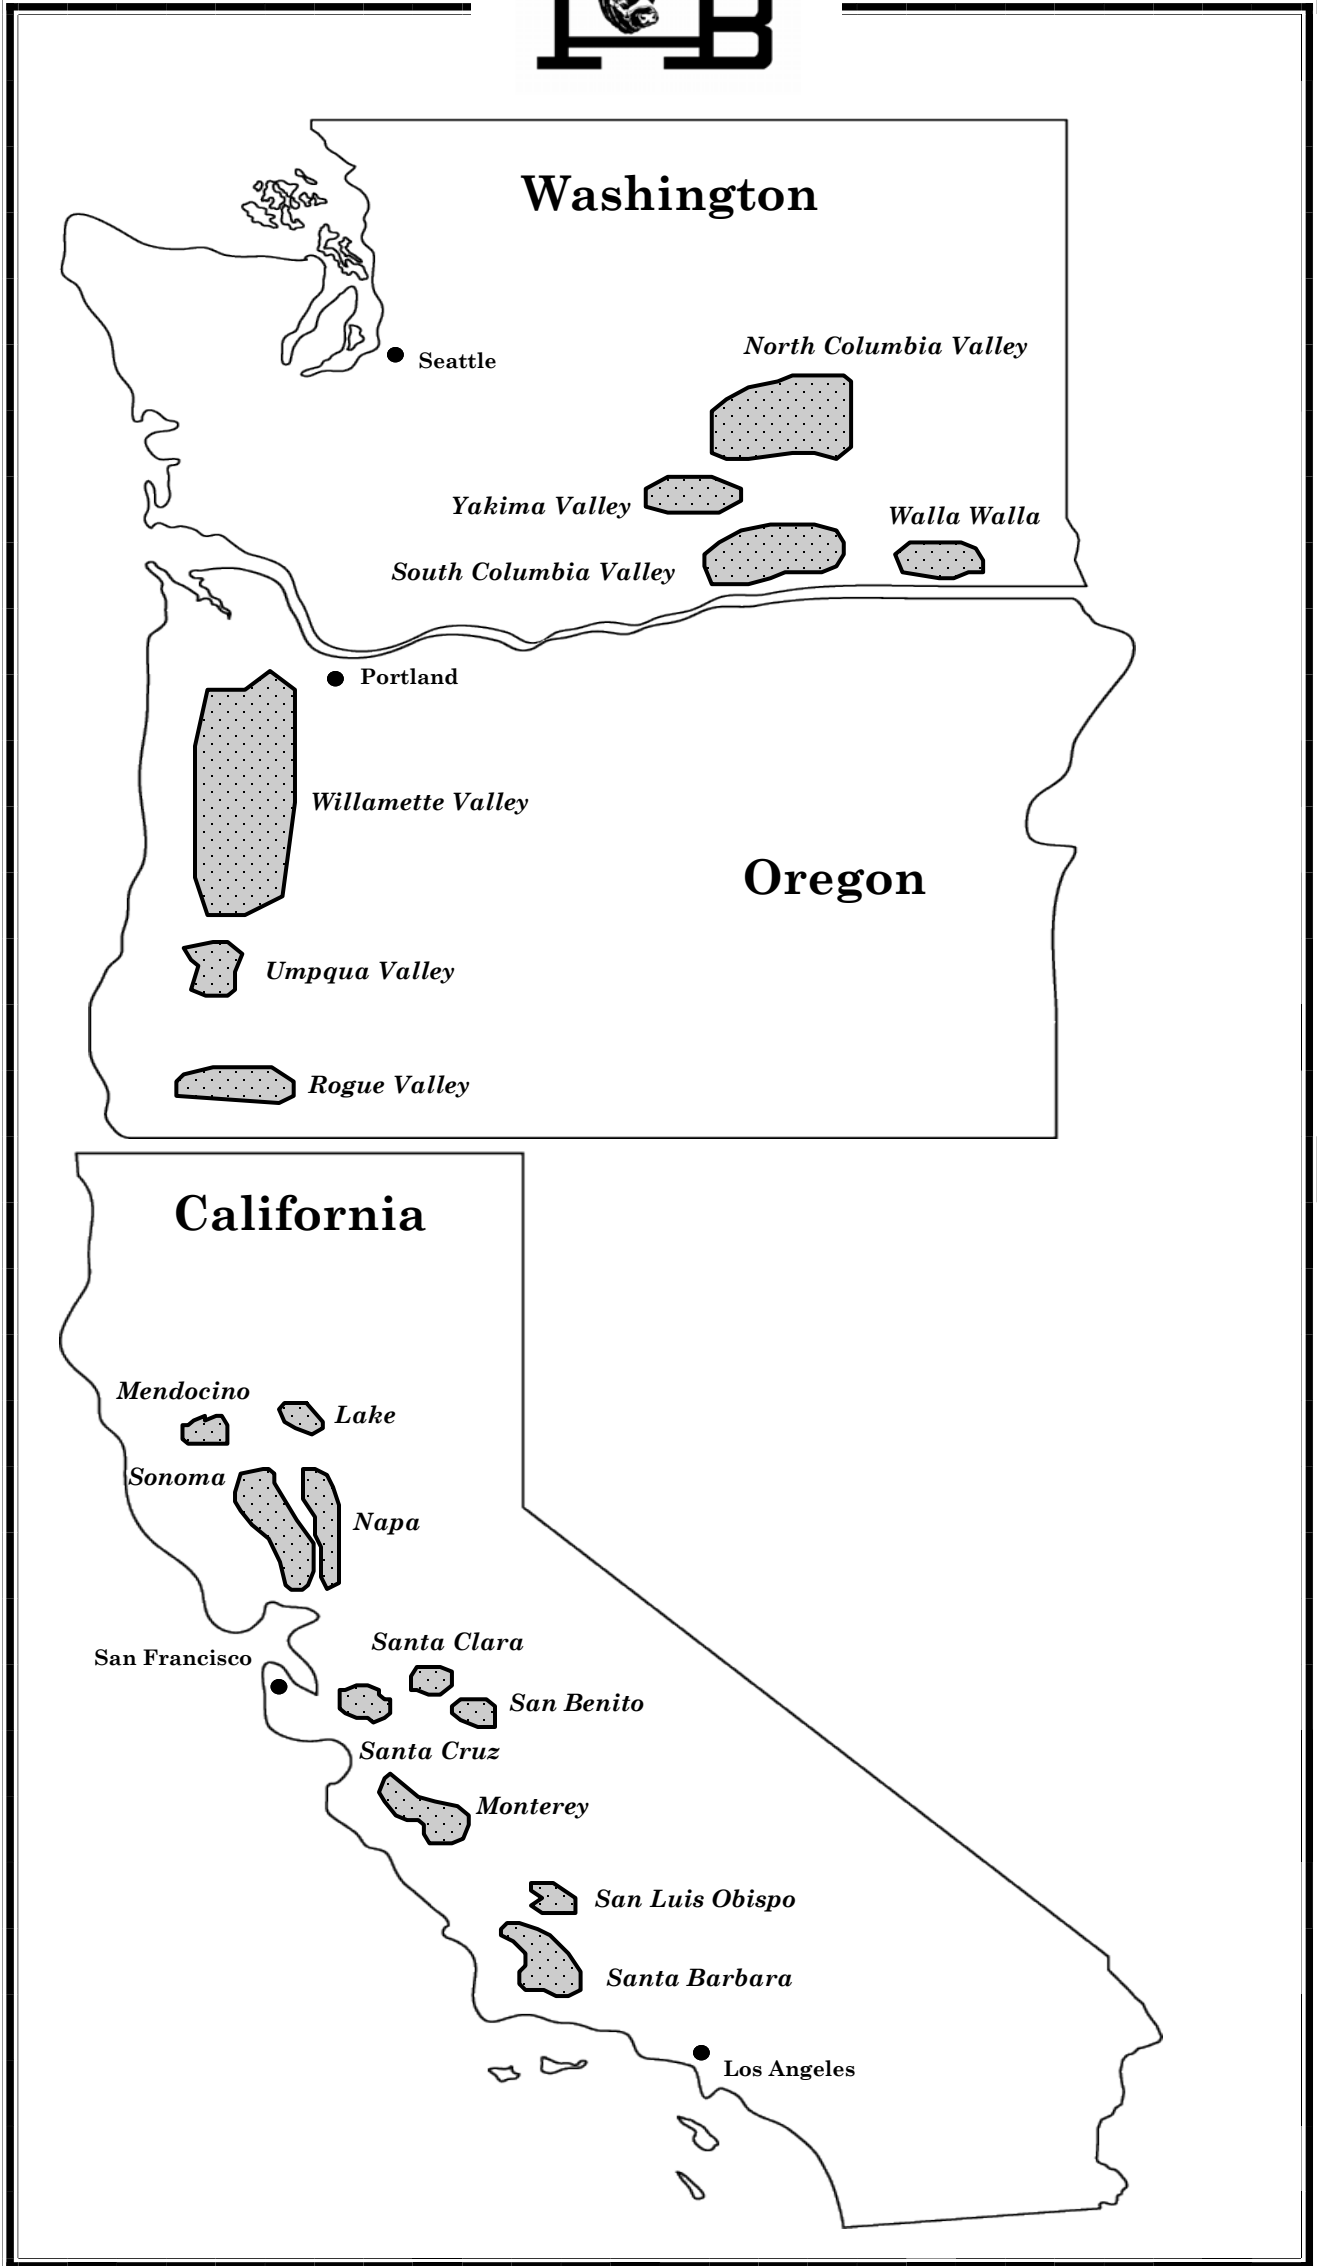 Washington
Seattle
North Columbia Valley
Yakima Valley
Walla Walla
South Columbia Valley
Portland
Willamette Valley
Oregon
Umpqua Valley
Rogue Valley
California
Mendocino
Lake
Sonoma
Napa
Santa Clara
San Francisco
San Benito
Santa Cruz
Monterey
San Luis Obispo
Santa Barbara
Los Angeles